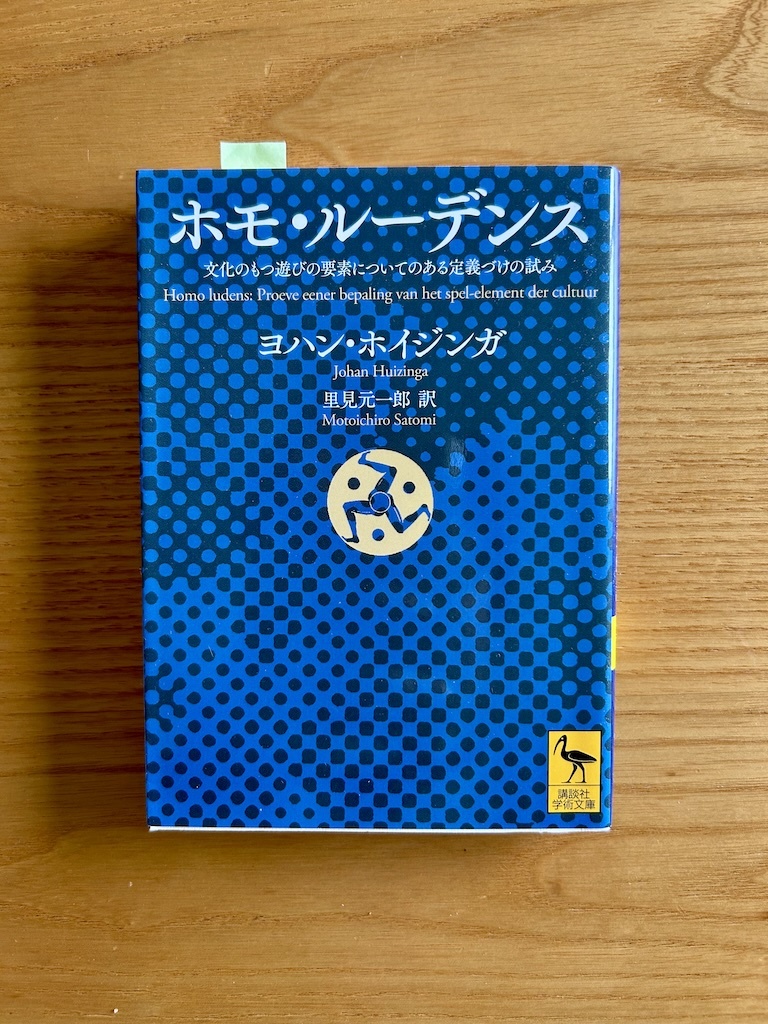 ホモ・ルーデンス
文化のもつ遊びの要素についてのある定義づけの試み
Homo ludens: Proeve eener bepaling van het spel-element der cultuur
ヨハン・ホイジンガ
Johan Huizinga
里見元一郎 訳
Motoichiro Satomi
講談社
学術文庫